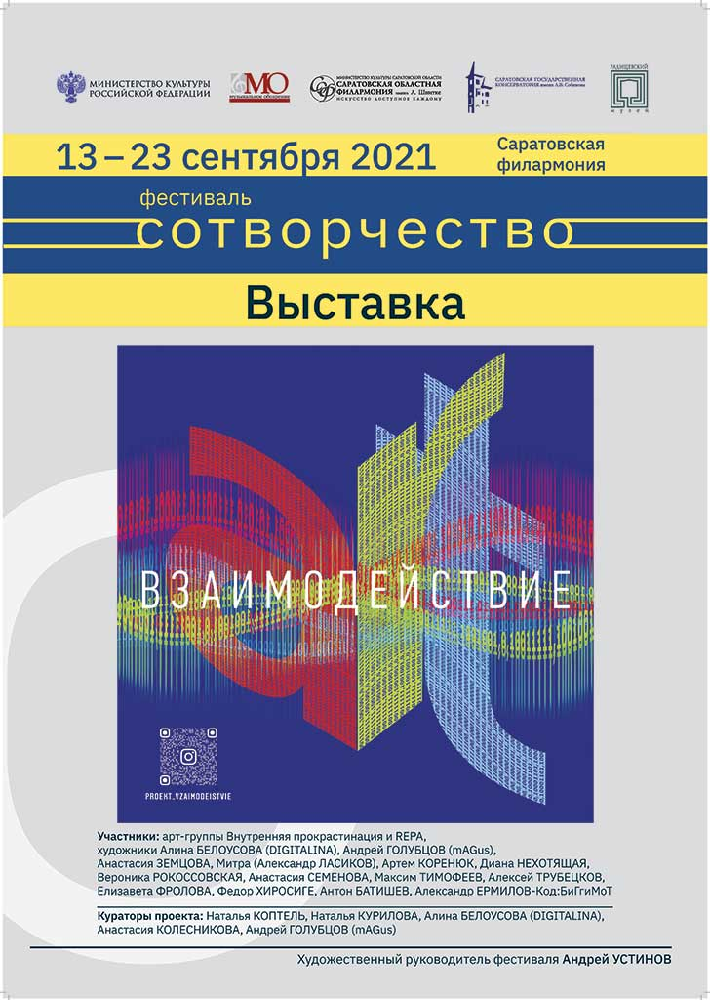 МИНИСТЕРСТВО КУЛЬТУРЫ
РОССИЙСКОЙ ФЕДЕРАЦИИ
МО
музыкальное обозрение
СОФ
МИНИСТЕРСТВО КУЛЬТУРЫ САРАТОВСКОЙ ОБЛАСТИ
САРАТОВСКАЯ ОБЛАСТНАЯ
ФИЛАРМОНИЯ имени А. Шнитке
ИСКУССТВО ДОСТУПНОЕ КАЖДОМУ
САРАТОВСКАЯ ГОСУДАРСТВЕННАЯ
КОНСЕРВАТОРИЯ имени Л.В. Собинова
РАДИЩЕВСКИЙ
музей
13 – 23 сентября 2021
Саратовская
филармония
фестиваль
сотворчество
Выставка
ВЗАИМОДЕЙСТВИЕ
PROEKT.VZAIMODEISTVIE
Участники: арт-группы Внутренняя прокрастинация и REPA,
художники Алина БЕЛОУСОВА (DIGITALINA), Андрей ГОЛУБЦОВ (mAGus),
Анастасия ЗЕМЦОВА, Митра (Александр ЛАСИКОВ), Артем КОРЕНЮК, Диана НЕХОТЯЩАЯ,
Вероника РОКОССОВСКАЯ, Анастасия СЕМЕНОВА, Максим ТИМОФЕЕВ, Алексей ТРУБЕЦКОВ,
Елизавета ФРОЛОВА, Федор ХИРОСИГЕ, Антон БАТИШЕВ, Александр ЕРМИЛОВ-Код:БиГгиМоТ
Кураторы проекта: Наталья КОПТЕЛЬ, Наталья КУРИЛОВА, Алина БЕЛОУСОВА (DIGITALINA),
Анастасия КОЛЕСНИКОВА, Андрей ГОЛУБЦОВ (mAGus)
Художественный руководитель фестиваля Андрей УСТИНОВ